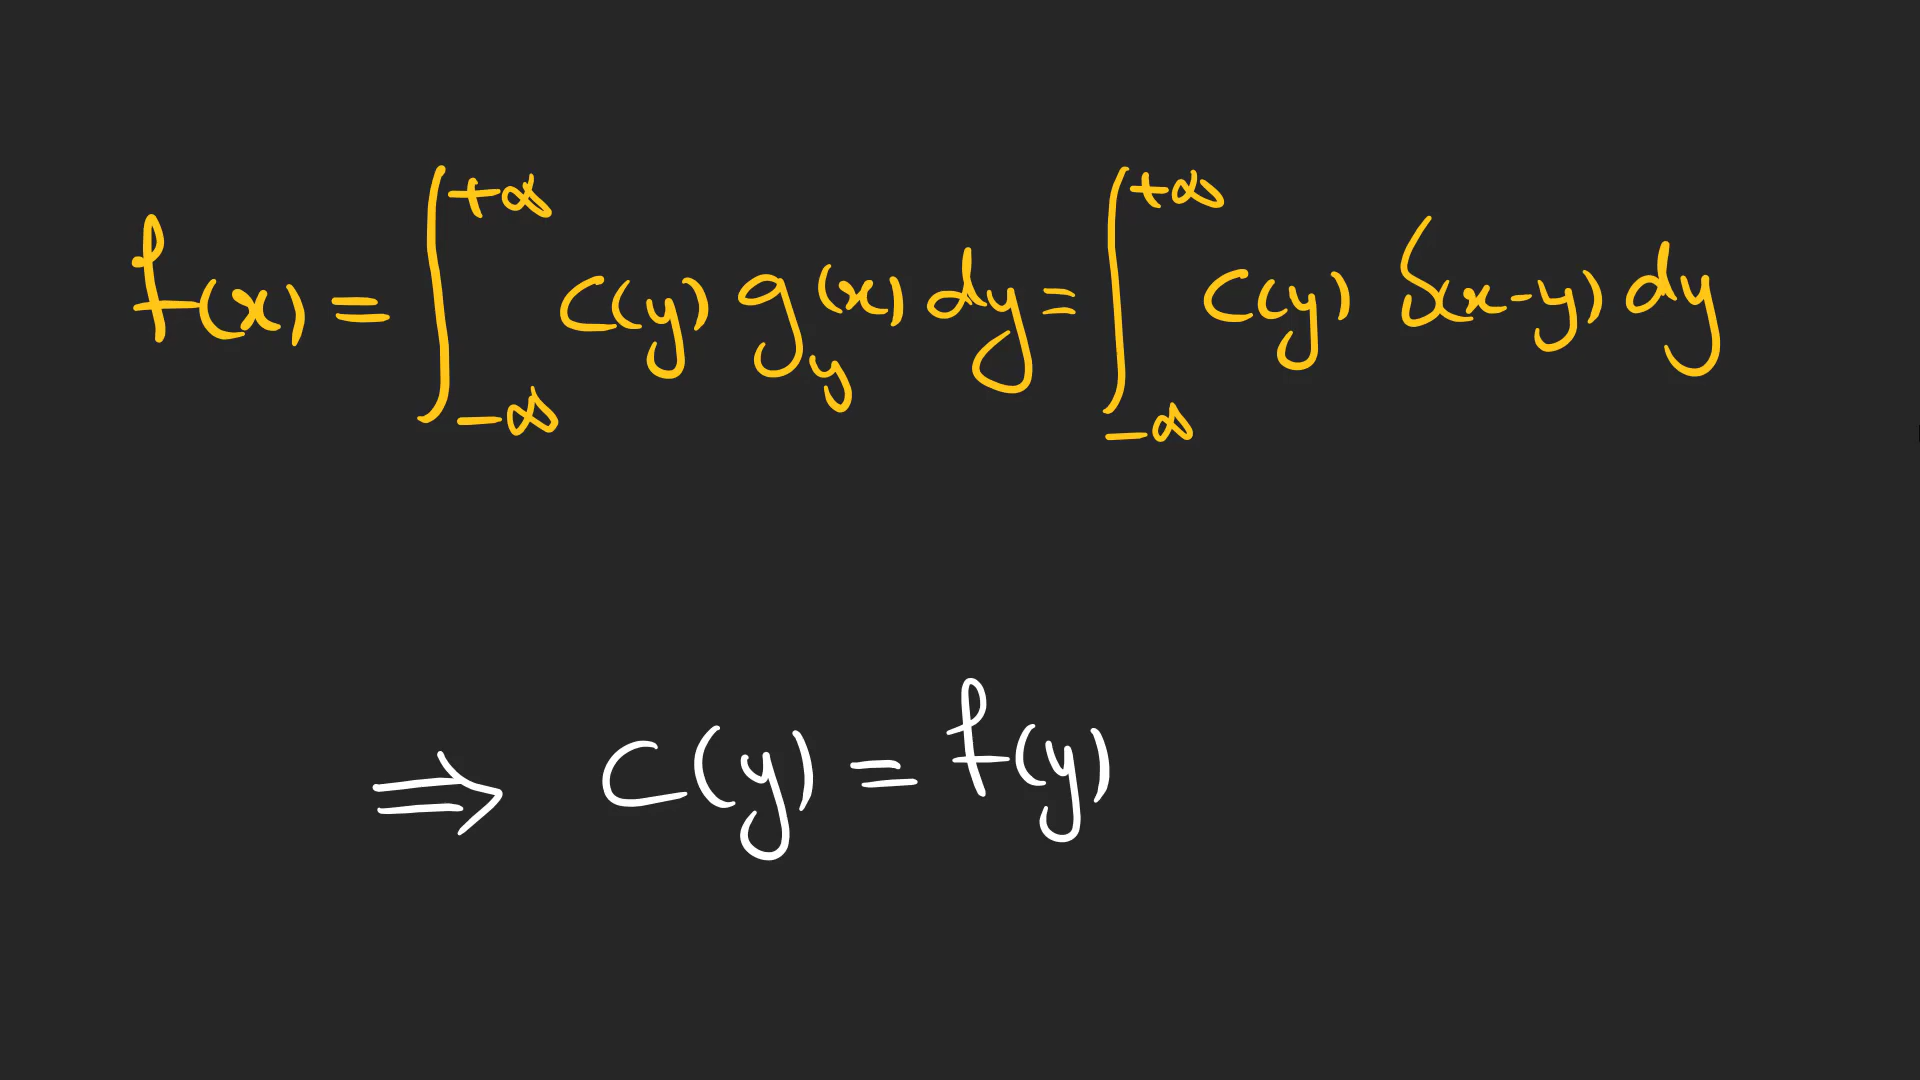 f(x) = ∫_{-∞}^{+∞} c(y) g_y(x) dy = ∫_{-∞}^{+∞} c(y) δ(x-y) dy
⇒ c(y) = f(y)